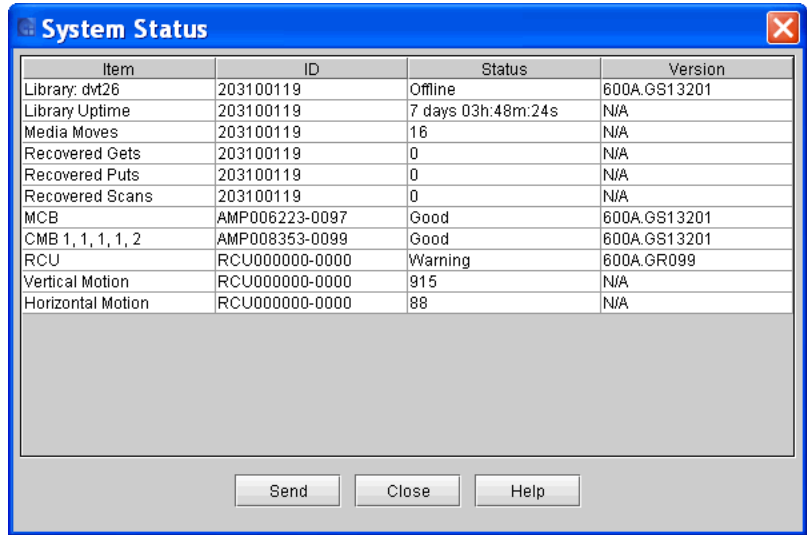 System Status
Item ID Status Version
Library: dvt26 203100119 Offline 600A.GS13201
Library Uptime 203100119 7 days 03h:48m:24s N/A
Media Moves 203100119 16 N/A
Recovered Gets 203100119 0 N/A
Recovered Puts 203100119 0 N/A
Recovered Scans 203100119 0 N/A
MCB AMP006223-0097 Good 600A.GS13201
CMB 1, 1, 1, 1, 2 AMP008353-0099 Good 600A.GS13201
RCU RCU000000-0000 Warning 600A.GR099
Vertical Motion RCU000000-0000 915 N/A
Horizontal Motion RCU000000-0000 88 N/A
Send Close Help